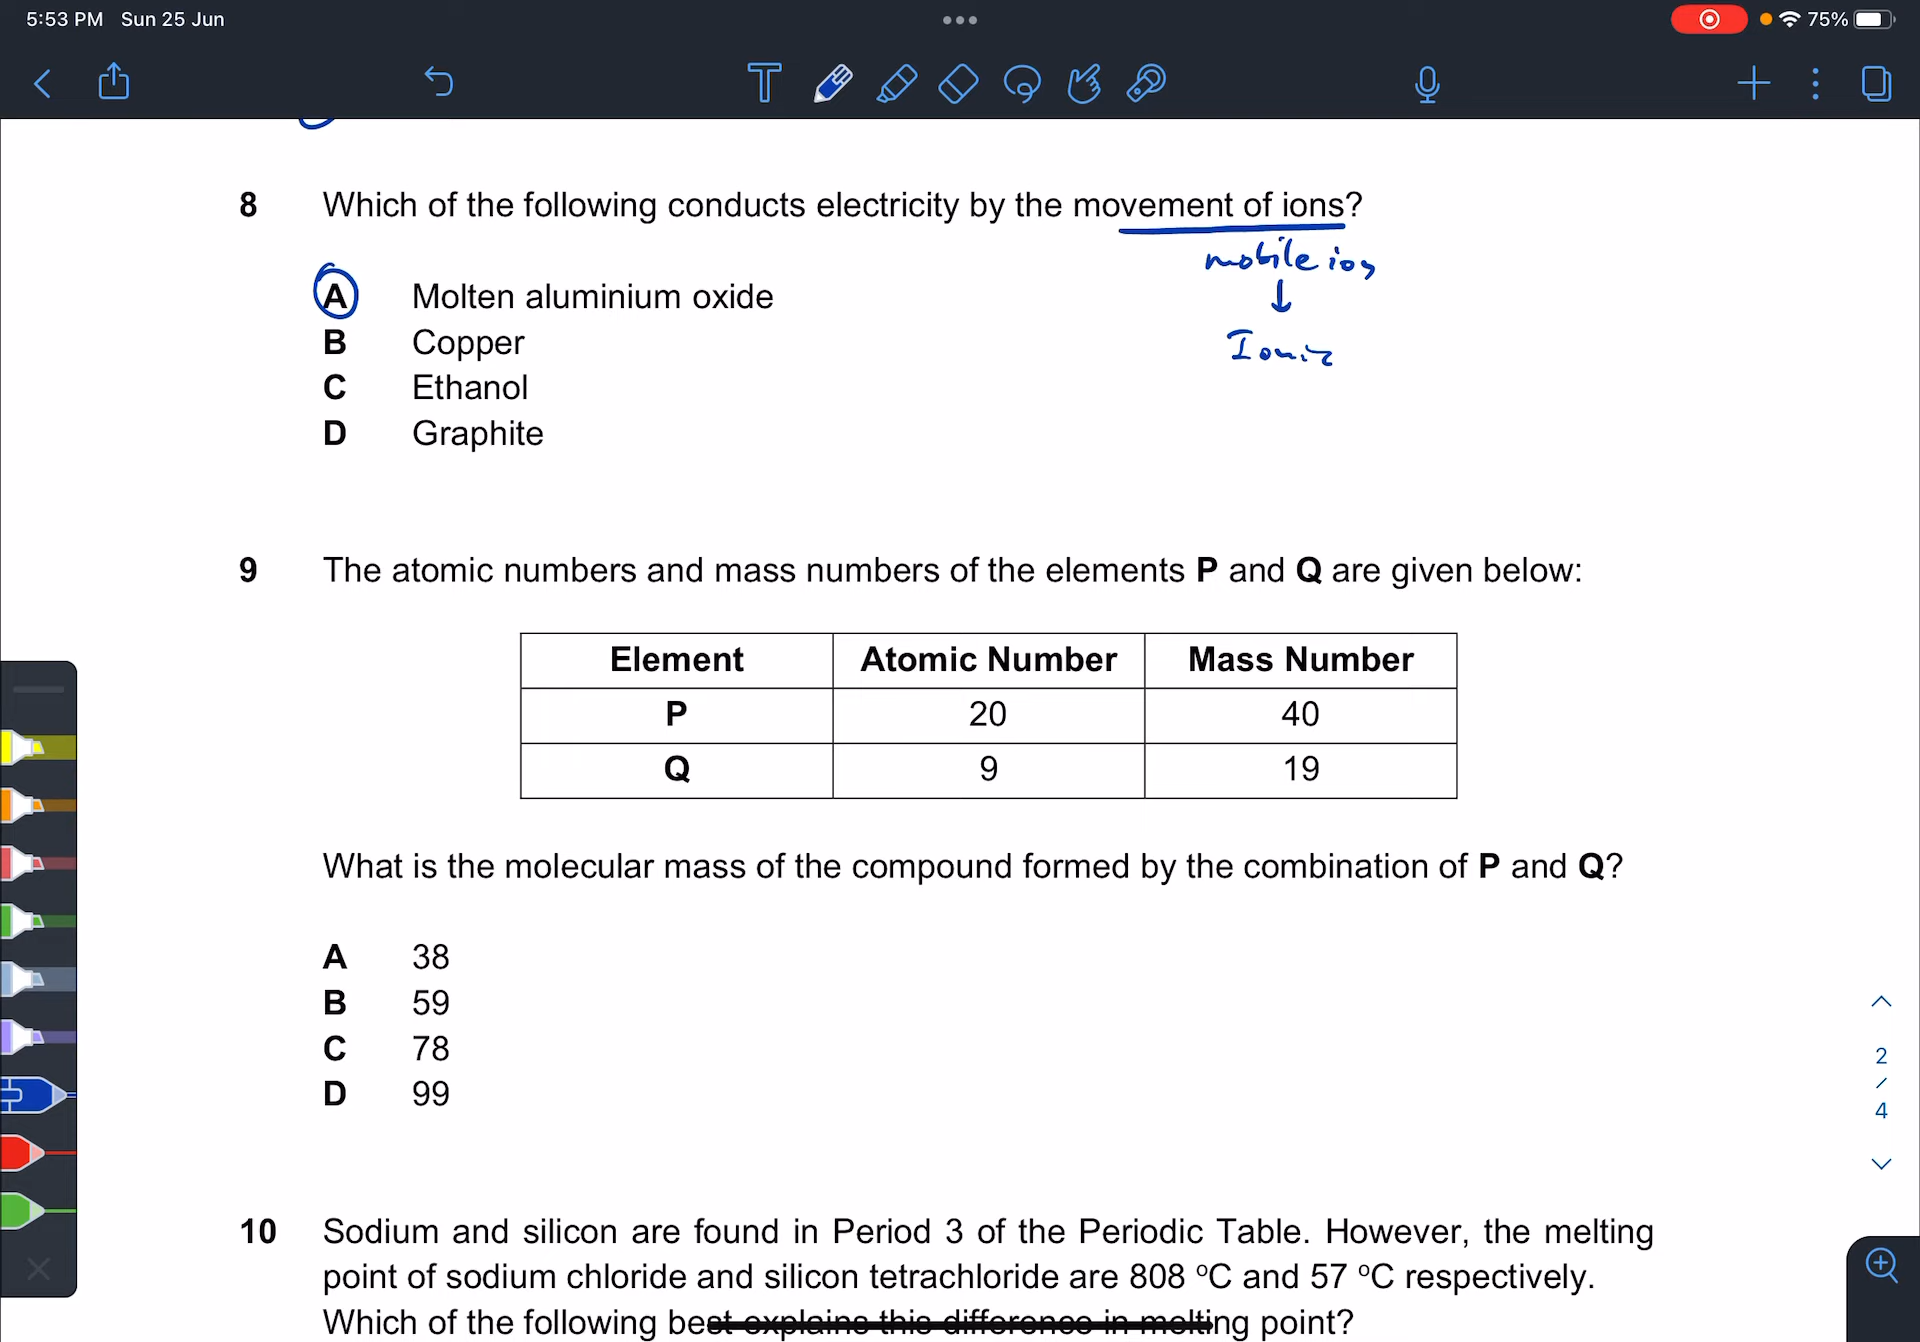 5:53 PM Sun 25 Jun
75%
8 Which of the following conducts electricity by the movement of ions?
mobile ions
↓
Ionic
A Molten aluminium oxide
B Copper
C Ethanol
D Graphite
9 The atomic numbers and mass numbers of the elements P and Q are given below:
Element Atomic Number Mass Number
P 20 40
Q 9 19
What is the molecular mass of the compound formed by the combination of P and Q?
A 38
B 59
C 78
D 99
2
/
4
10 Sodium and silicon are found in Period 3 of the Periodic Table. However, the melting
point of sodium chloride and silicon tetrachloride are 808 °C and 57 °C respectively.
Which of the following best explains this difference in melting point?